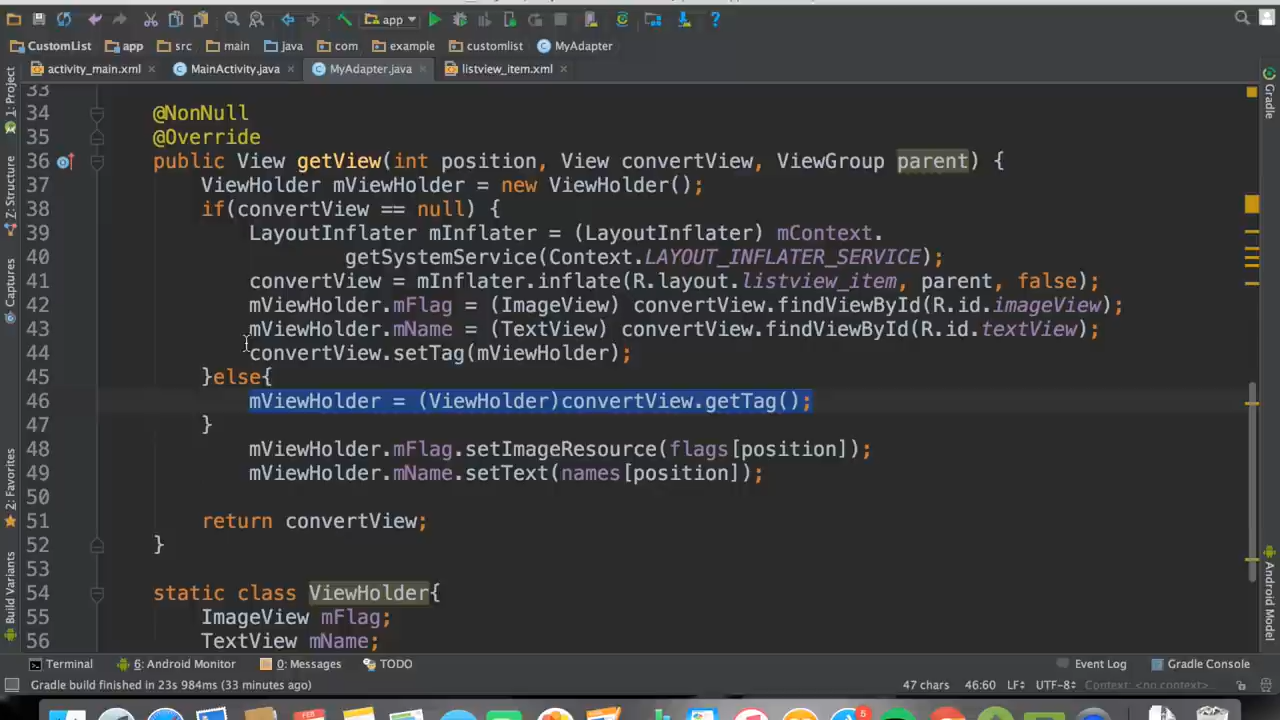 app
CustomList app src main java com example customlist MyAdapter
activity_main.xml MainActivity.java MyAdapter.java listview_item.xml
33
34 @NonNull
35 @Override
36 public View getView(int position, View convertView, ViewGroup parent) {
37 ViewHolder mViewHolder = new ViewHolder();
38 if(convertView == null) {
39 LayoutInflater mInflater = (LayoutInflater) mContext.
40 getSystemService(Context.LAYOUT_INFLATER_SERVICE);
41 convertView = mInflater.inflate(R.layout.listview_item, parent, false);
42 mViewHolder.mFlag = (ImageView) convertView.findViewById(R.id.imageView);
43 mViewHolder.mName = (TextView) convertView.findViewById(R.id.textView);
44 convertView.setTag(mViewHolder);
45 }else{
46 mViewHolder = (ViewHolder)convertView.getTag();
47 }
48 mViewHolder.mFlag.setImageResource(flags[position]);
49 mViewHolder.mName.setText(names[position]);
50
51 return convertView;
52 }
53
54 static class ViewHolder{
55 ImageView mFlag;
56 TextView mName;
1: Project
7: Structure
Captures
2: Favorites
Build Variants
Gradle
Android Model
Terminal 6: Android Monitor 0: Messages TODO Event Log Gradle Console
Gradle build finished in 23s 984ms (33 minutes ago) 47 chars 46:60 LF÷ UTF-8÷ Context: <no context>
FEB 5